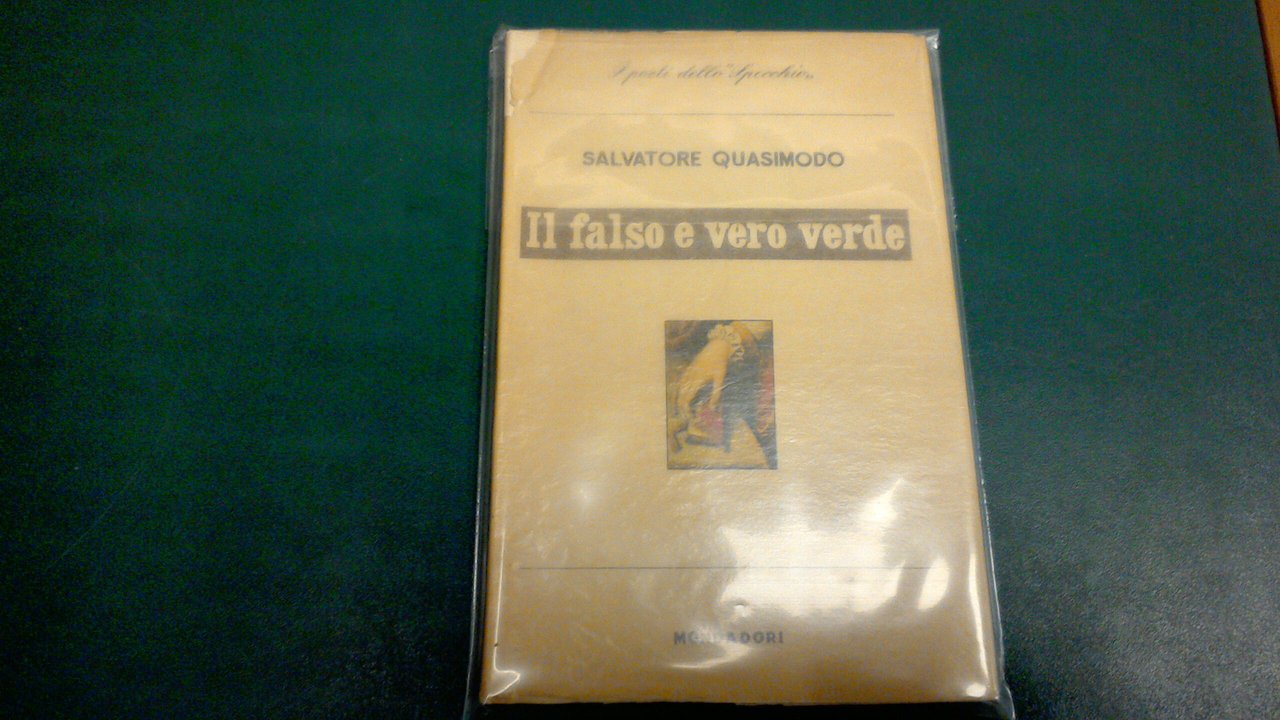 I poeti dello "Specchio"
SALVATORE QUASIMODO
Il falso e vero verde
MONDADORI